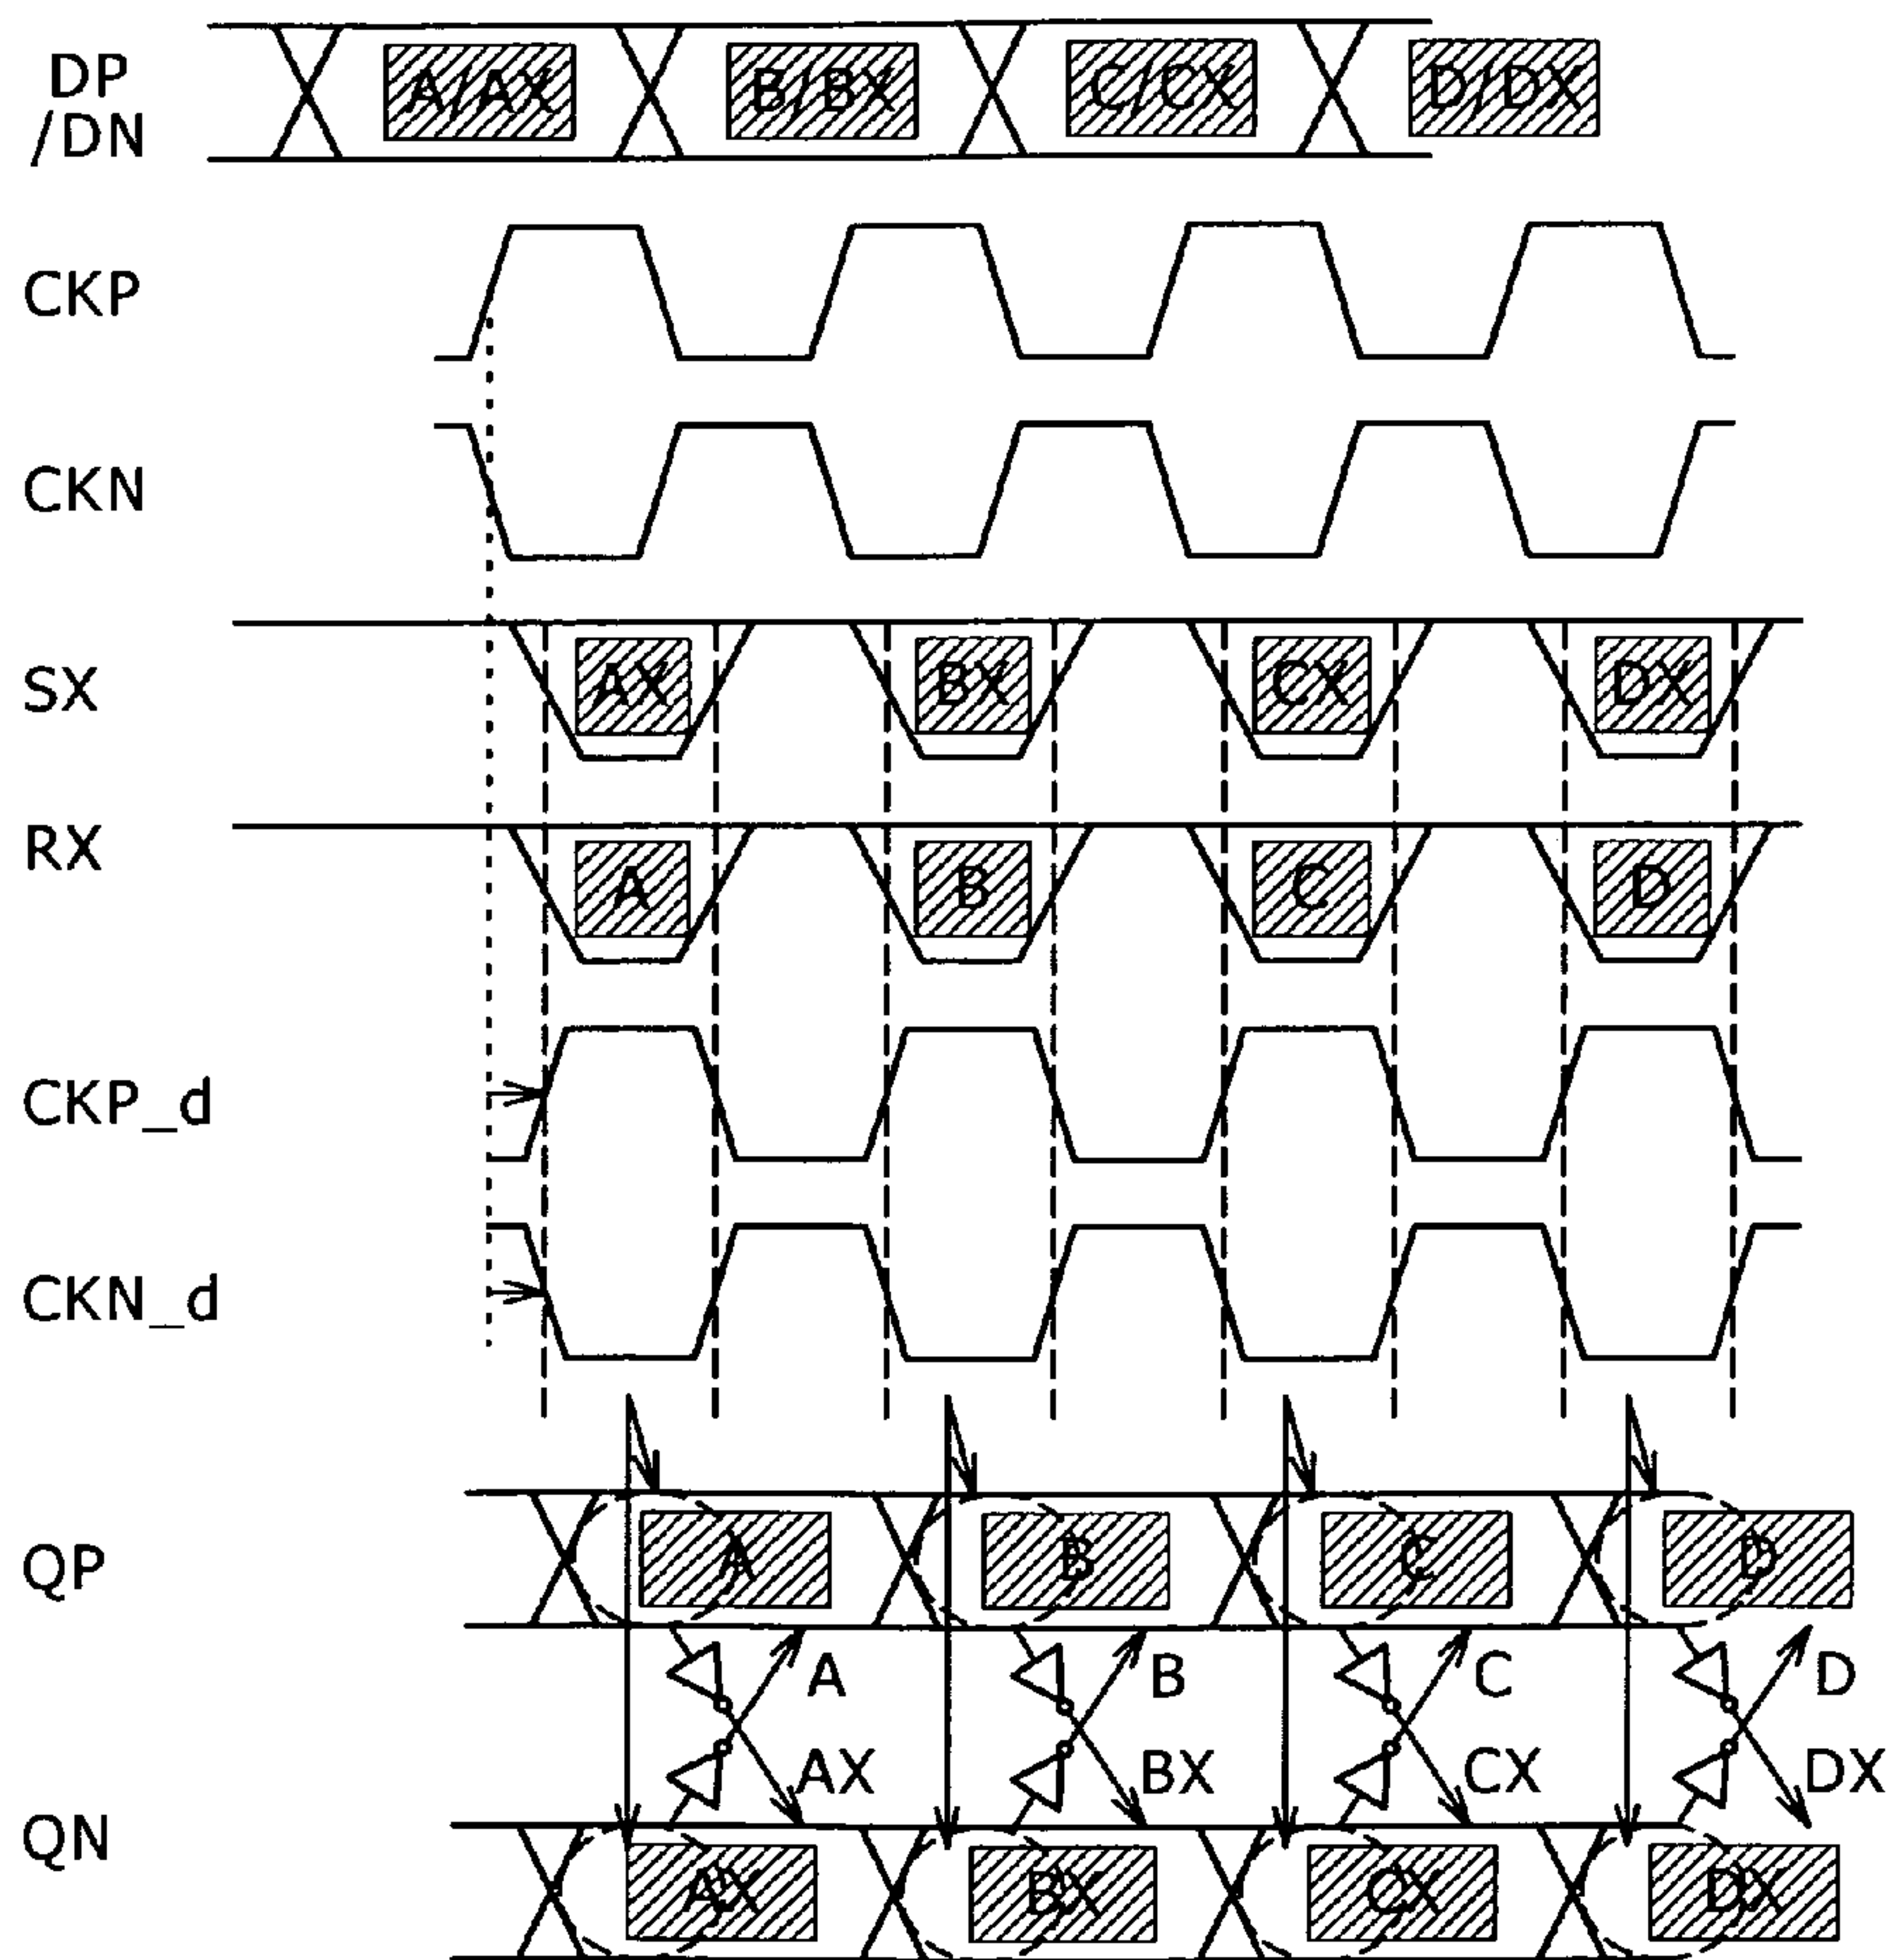 DP
/DN
A/AX B/BX C/CX D/DX
CKP
CKN
SX AX BX CX DX
RX A B C D
CKP_d
CKN_d
QP A B C D
A B C D
AX BX CX DX
QN AX BX CX DX